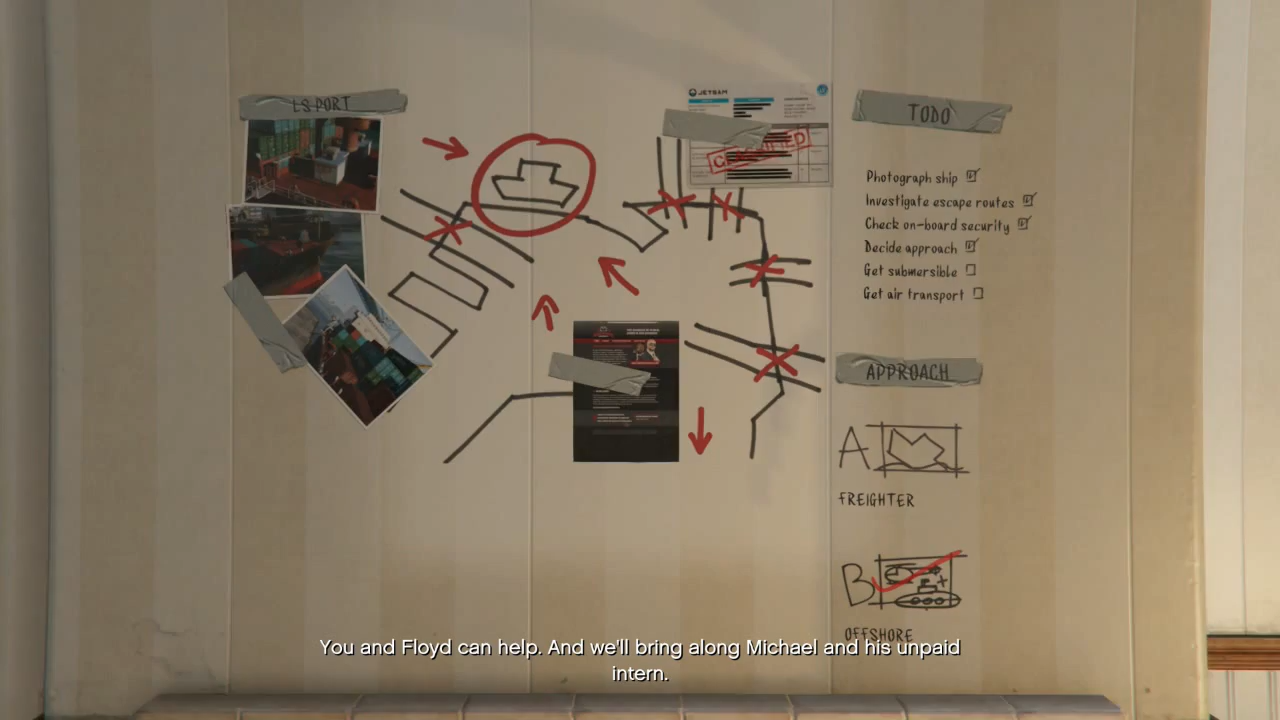 LS PORT
JETSAM
CLASSIFIED
TODO
Photograph ship
Investigate escape routes
Check on-board security
Decide approach
Get submersible
Get air transport
APPROACH
A
FREIGHTER
B
OFFSHORE
You and Floyd can help. And we'll bring along Michael and his unpaid
intern.